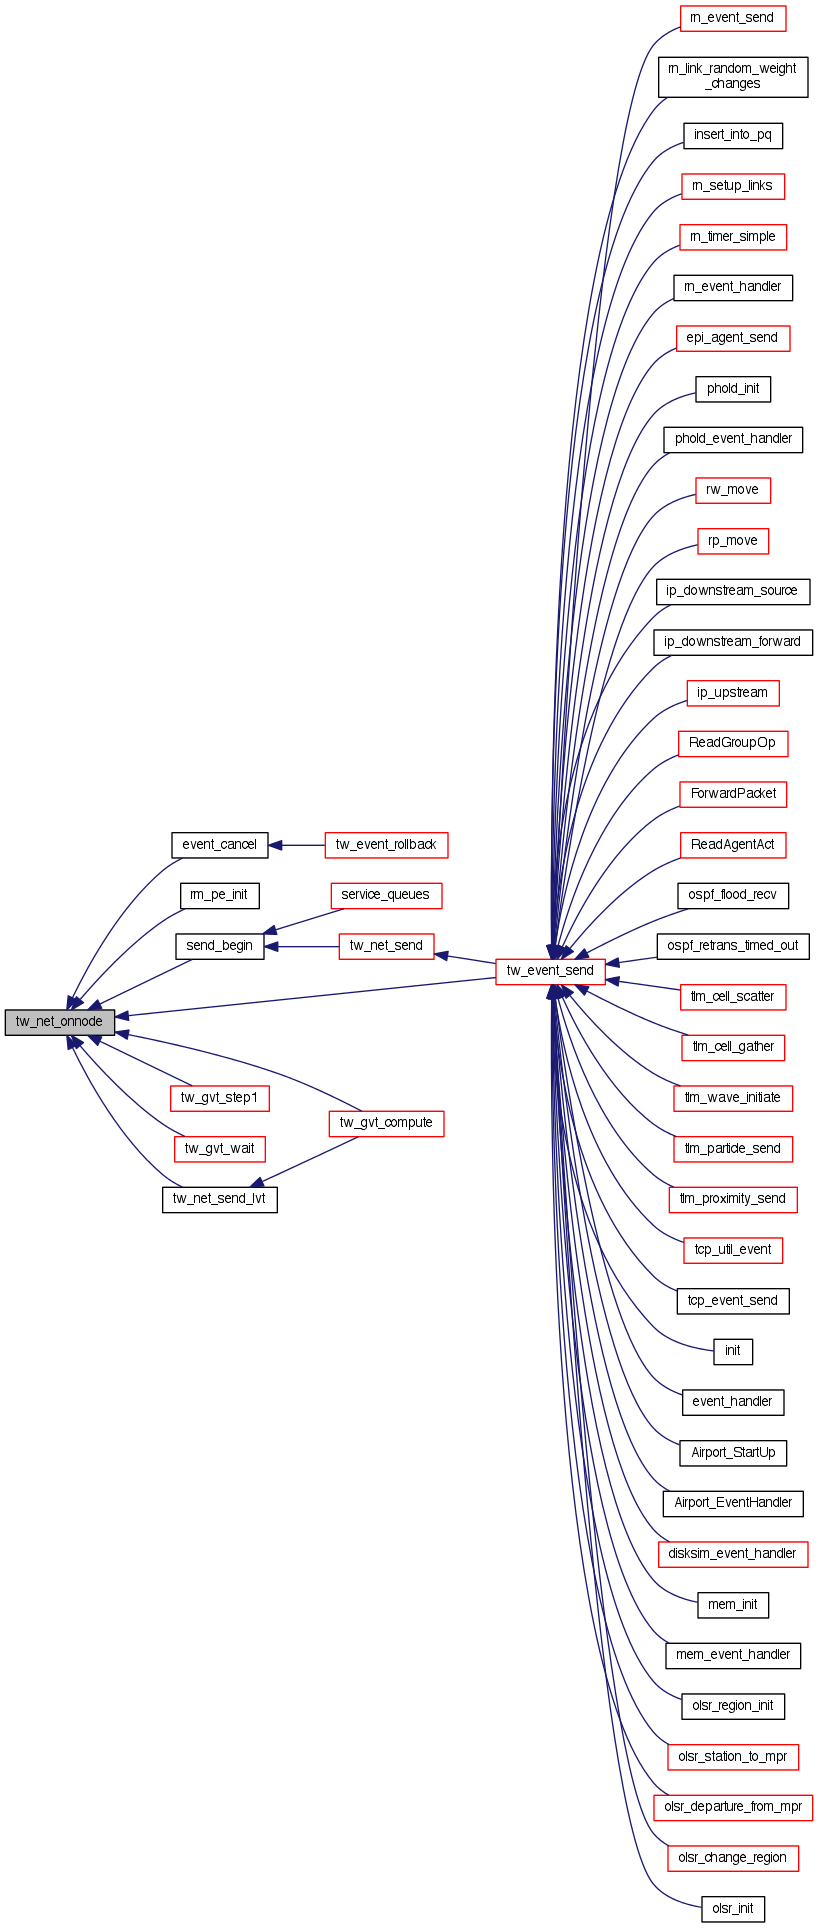 rn_event_send
rn_link_random_weight
_changes
insert_into_pq
rn_setup_links
rn_timer_simple
rn_event_handler
epi_agent_send
phold_init
phold_event_handler
rw_move
rp_move
ip_downstream_source
ip_downstream_forward
ip_upstream
ReadGroupOp
ForwardPacket
event_cancel
tw_event_rollback
ReadAgentAct
rm_pe_init
service_queues
ospf_flood_recv
send_begin
tw_net_send
ospf_retrans_timed_out
tw_event_send
tlm_cell_scatter
tw_net_onnode
tlm_cell_gather
tw_gvt_step1
tlm_wave_initiate
tw_gvt_compute
tw_gvt_wait
tlm_particle_send
tw_net_send_lvt
tlm_proximity_send
tcp_util_event
tcp_event_send
init
event_handler
Airport_StartUp
Airport_EventHandler
disksim_event_handler
mem_init
mem_event_handler
olsr_region_init
olsr_station_to_mpr
olsr_departure_from_mpr
olsr_change_region
olsr_init